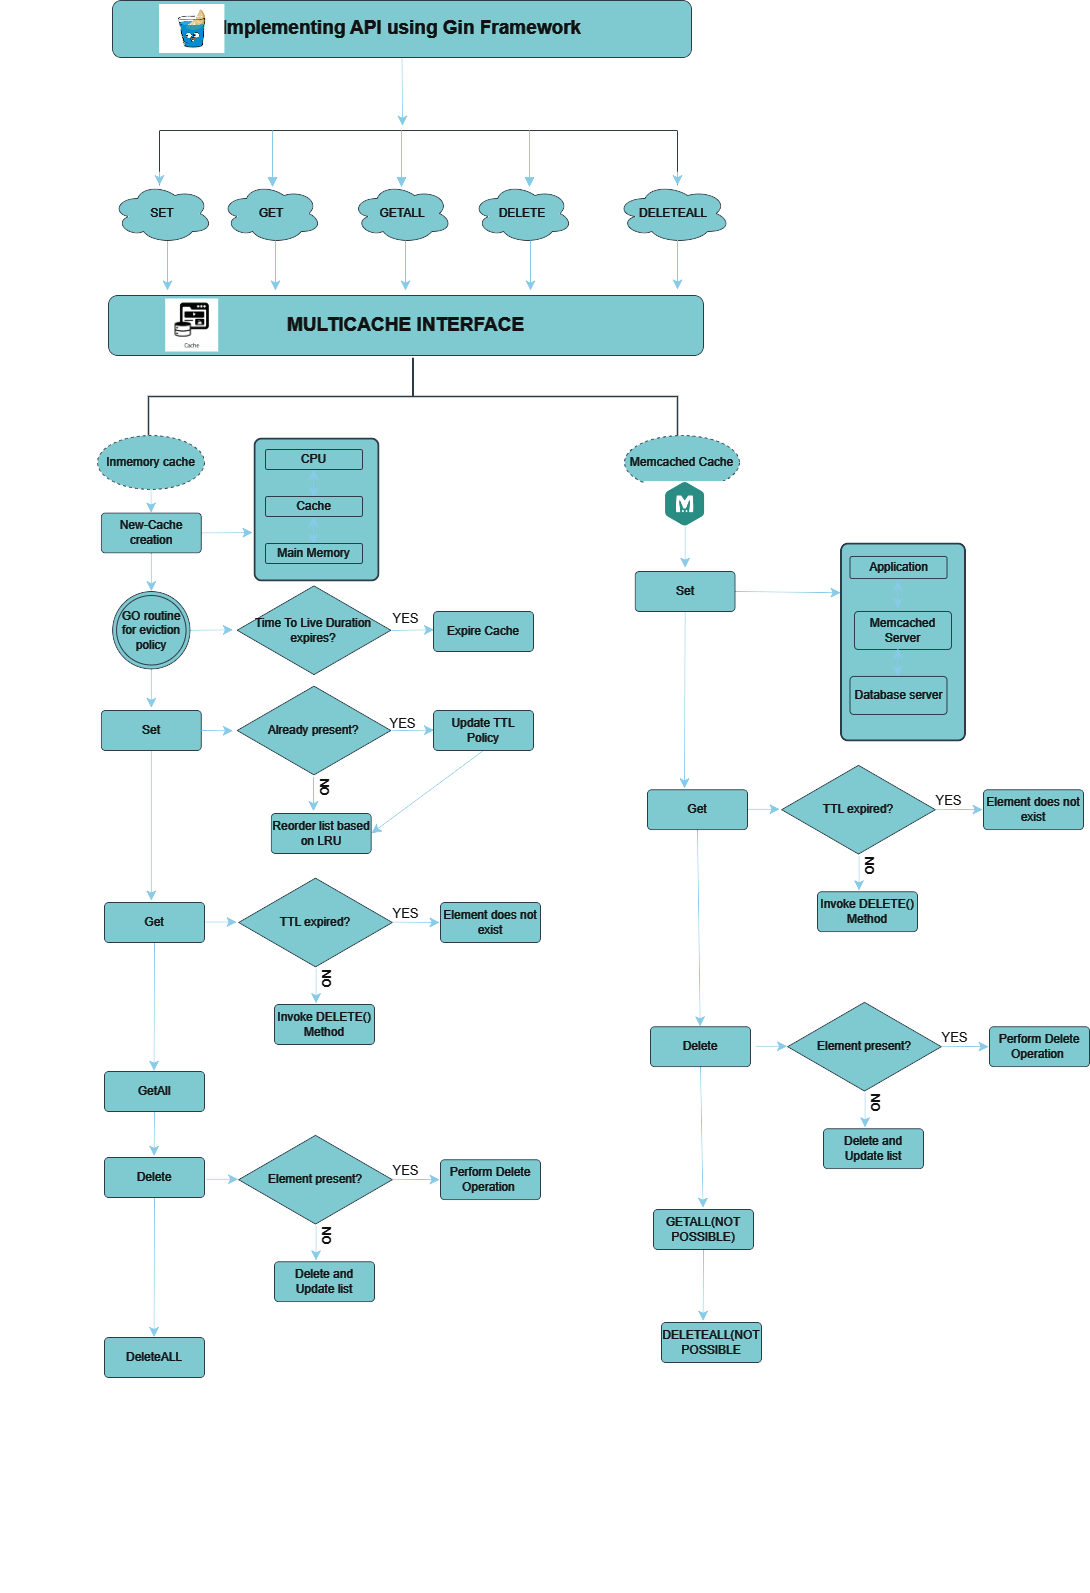 Implementing API using Gin Framework
SET
GET
GETALL
DELETE
DELETEALL
MULTICACHE INTERFACE
Cache
Inmemory cache
New-Cache
creation
CPU
Cache
Main Memory
GO routine
for eviction
policy
Time To Live Duration
expires?
YES
Expire Cache
Set
Already present?
YES
Update TTL
Policy
NO
Reorder list based
on LRU
Get
TTL expired?
YES
Element does not
exist
NO
Invoke DELETE()
Method
GetAll
Delete
Element present?
YES
Perform Delete
Operation
NO
Delete and
Update list
DeleteALL
Memcached Cache
M
Set
Application
Memcached
Server
Database server
Get
TTL expired?
YES
Element does not
exist
NO
Invoke DELETE()
Method
Delete
Element present?
YES
Perform Delete
Operation
NO
Delete and
Update list
GETALL(NOT
POSSIBLE)
DELETEALL(NOT
POSSIBLE